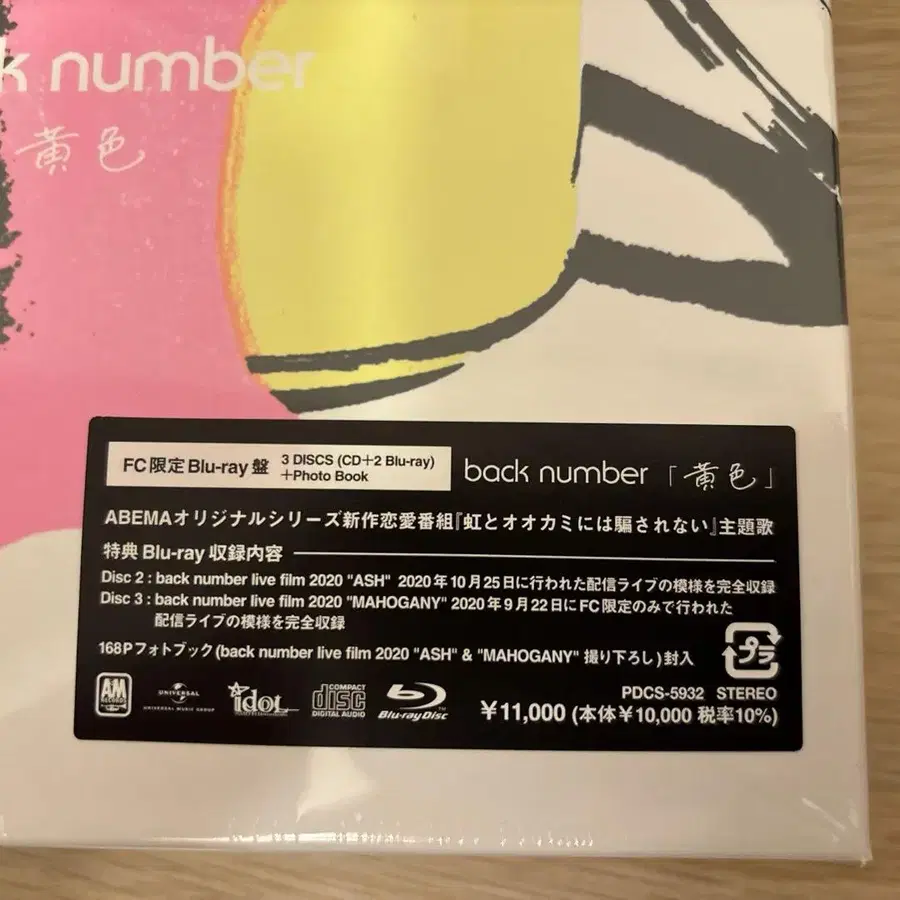 k number
黄色
FC限定Blu-ray盤
3 DISCS (CD+2 Blu-ray)
+Photo Book
back number 「黄色」
ABEMAオリジナルシリーズ新作恋愛番組『虹とオオカミには騙されない』主題歌
特典Blu-ray収録内容
Disc 2 : back number live film 2020 "ASH" 2020年10月25日に行われた配信ライブの模様を完全収録
Disc 3 : back number live film 2020 "MAHOGANY" 2020年9月22日にFC限定のみで行われた
配信ライブの模様を完全収録
168Pフォトブック(back number live film 2020 "ASH" & "MAHOGANY" 撮り下ろし)封入
プラ
PDCS-5932 STEREO
AM
RECORDS
UNIVERSAL
UNIVERSAL MUSIC GROUP
idol
COMPACT
disc
DIGITAL AUDIO
Blu-ray Disc
TM
¥11,000 (本体¥10,000 税率10%)